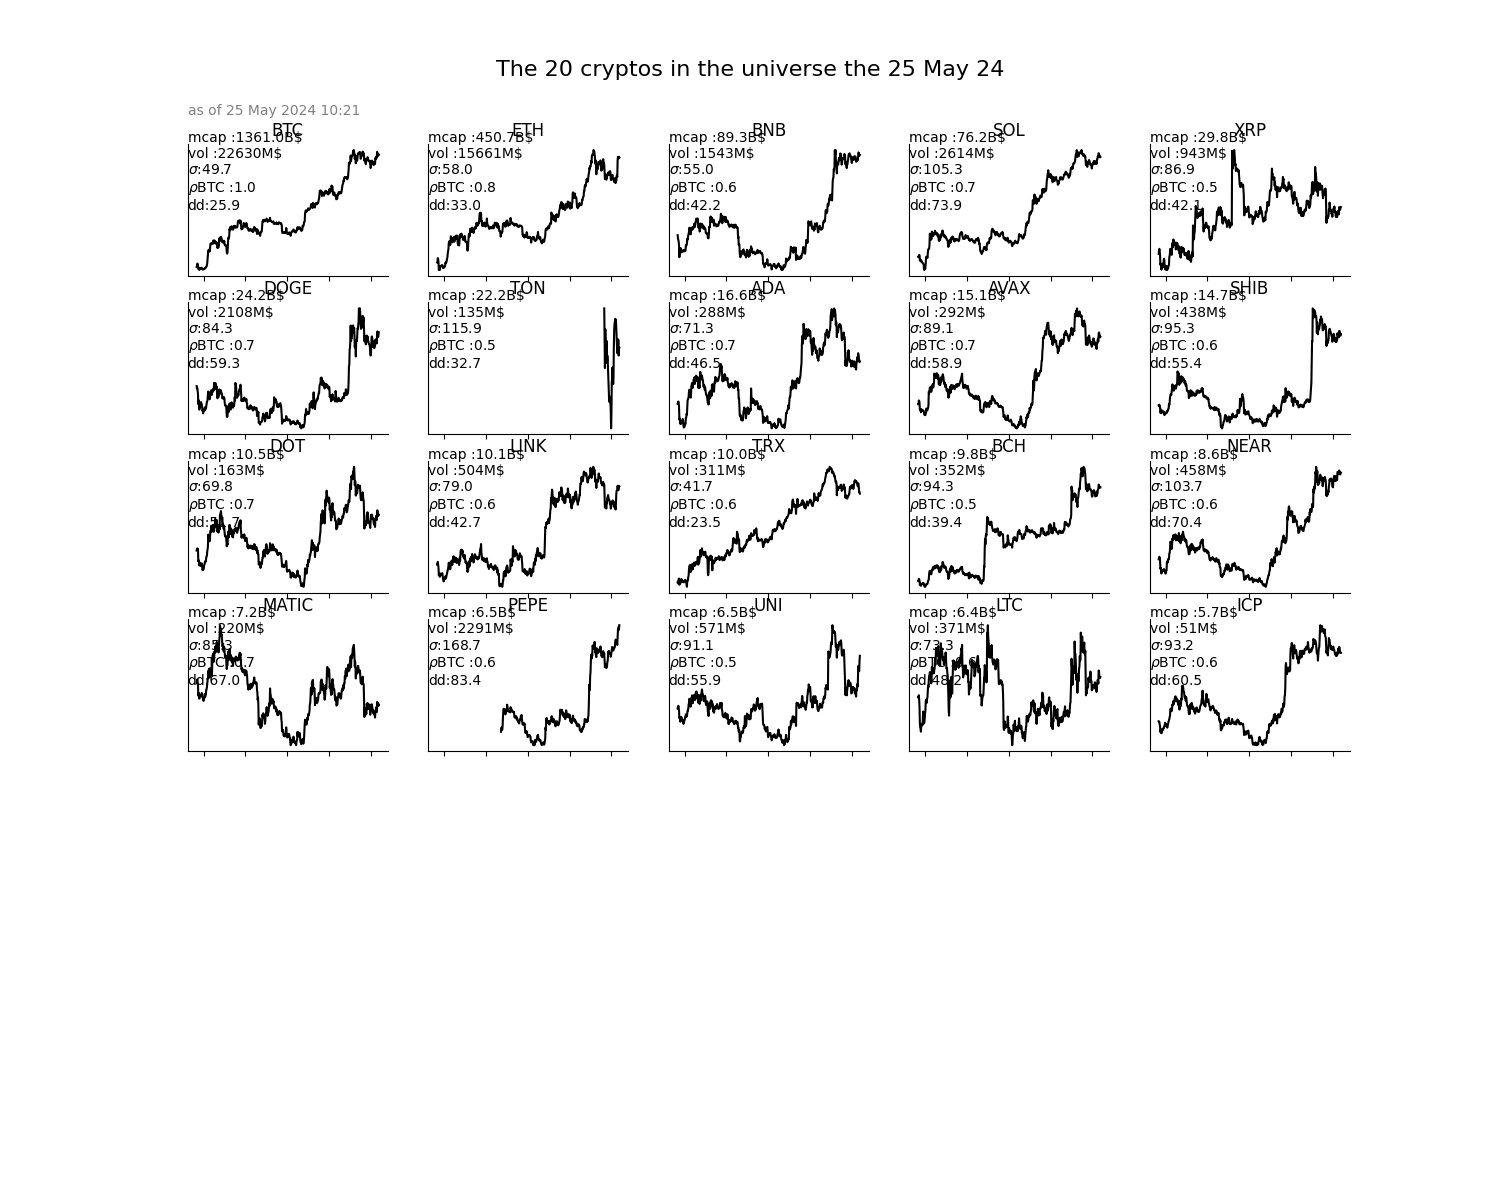 The 20 cryptos in the universe the 25 May 24
as of 25 May 2024 10:21
BTC
mcap :1361.0B$
vol :22630M$
σ:49.7
ρBTC :1.0
dd:25.9
ETH
mcap :450.7B$
vol :15661M$
σ:58.0
ρBTC :0.8
dd:33.0
BNB
mcap :89.3B$
vol :1543M$
σ:55.0
ρBTC :0.6
dd:42.2
SOL
mcap :76.2B$
vol :2614M$
σ:105.3
ρBTC :0.7
dd:73.9
XRP
mcap :29.8B$
vol :943M$
σ:86.9
ρBTC :0.5
dd:42.1
DOGE
mcap :24.2B$
vol :2108M$
σ:84.3
ρBTC :0.7
dd:59.3
TON
mcap :22.2B$
vol :135M$
σ:115.9
ρBTC :0.5
dd:32.7
ADA
mcap :16.6B$
vol :288M$
σ:71.3
ρBTC :0.7
dd:46.5
AVAX
mcap :15.1B$
vol :292M$
σ:89.1
ρBTC :0.7
dd:58.9
SHIB
mcap :14.7B$
vol :438M$
σ:95.3
ρBTC :0.6
dd:55.4
DOT
mcap :10.5B$
vol :163M$
σ:69.8
ρBTC :0.7
LINK
mcap :10.1B$
vol :504M$
σ:79.0
ρBTC :0.6
dd:42.7
TRX
mcap :10.0B$
vol :311M$
σ:41.7
ρBTC :0.6
dd:23.5
BCH
mcap :9.8B$
vol :352M$
σ:94.3
ρBTC :0.5
dd:39.4
NEAR
mcap :8.6B$
vol :458M$
σ:103.7
ρBTC :0.6
dd:70.4
MATIC
mcap :7.2B$
vol :220M$
ρBTC :0.7
dd:67.0
PEPE
mcap :6.5B$
vol :2291M$
σ:168.7
ρBTC :0.6
dd:83.4
UNI
mcap :6.5B$
vol :571M$
σ:91.1
ρBTC :0.5
dd:55.9
LTC
mcap :6.4B$
vol :371M$
σ:73.3
ρBTC :0.6
dd:48.2
ICP
mcap :5.7B$
vol :51M$
σ:93.2
ρBTC :0.6
dd:60.5